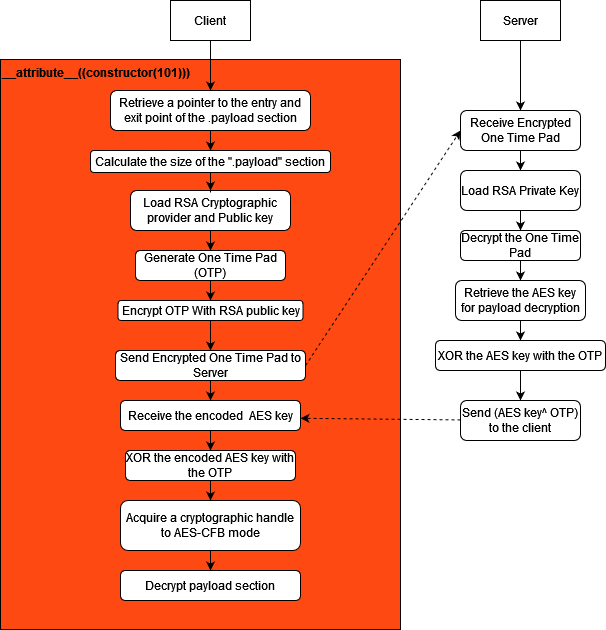 Client
Server
__attribute__((constructor(101)))
Retrieve a pointer to the entry and
exit point of the .payload section
Calculate the size of the ".payload" section
Load RSA Cryptographic
provider and Public key
Generate One Time Pad
(OTP)
Encrypt OTP With RSA public key
Send Encrypted One Time Pad to
Server
Receive the encoded AES key
XOR the encoded AES key with
the OTP
Acquire a cryptographic handle
to AES-CFB mode
Decrypt payload section
Receive Encrypted
One Time Pad
Load RSA Private Key
Decrypt the One Time
Pad
Retrieve the AES key
for payload decryption
XOR the AES key with the OTP
Send (AES key^ OTP)
to the client